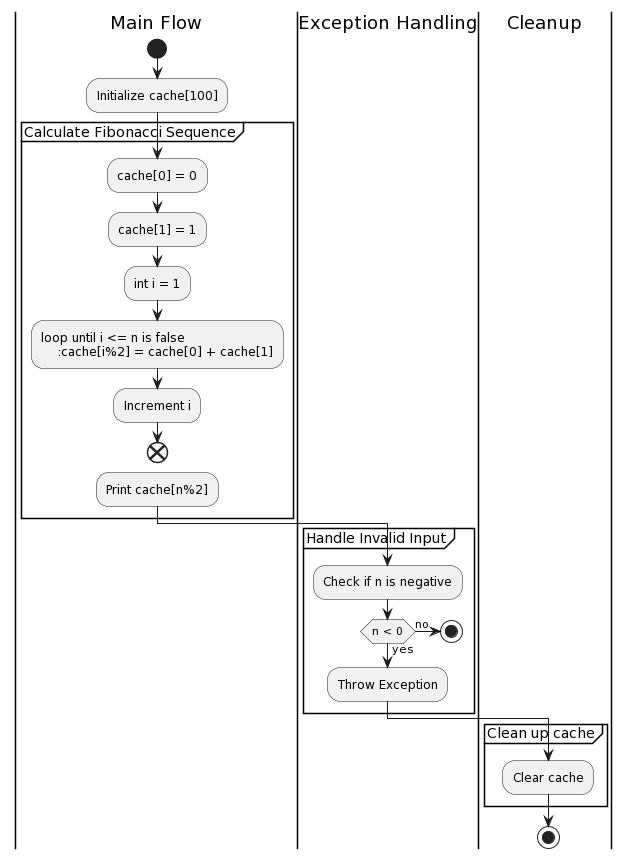 Main Flow
Exception Handling
Cleanup
Initialize cache[100]
Calculate Fibonacci Sequence
cache[0] = 0
cache[1] = 1
int i = 1
loop until i <= n is false
:cache[i%2] = cache[0] + cache[1]
Increment i
Print cache[n%2]
Handle Invalid Input
Check if n is negative
n < 0
no
yes
Throw Exception
Clean up cache
Clear cache